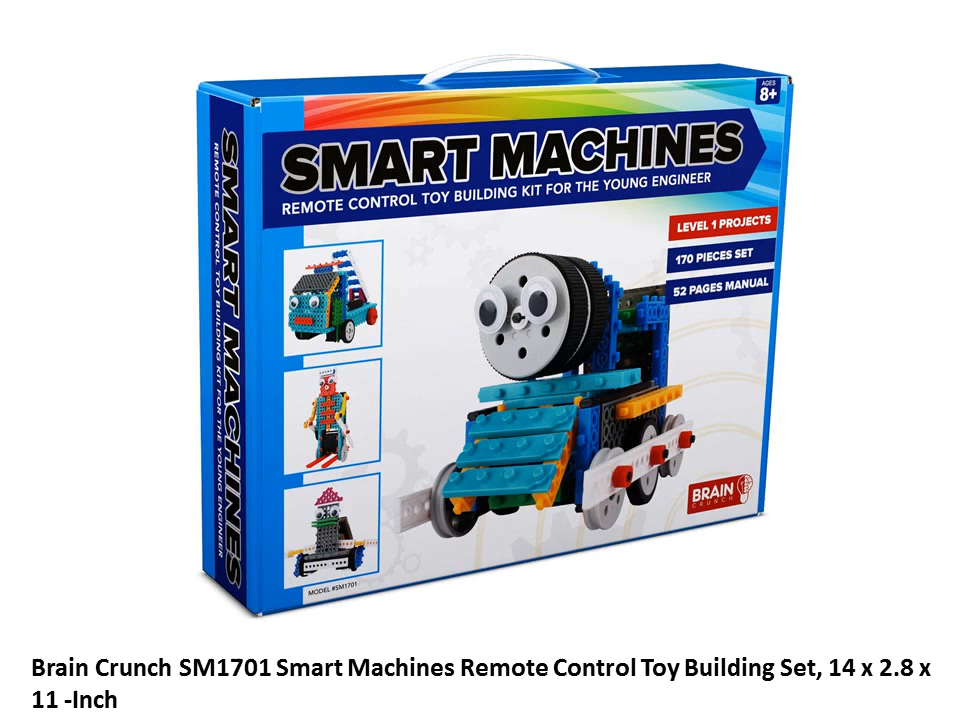 AGES
8+
SMART MACHINES
REMOTE CONTROL TOY BUILDING KIT FOR THE YOUNG ENGINEER
LEVEL 1 PROJECTS
170 PIECES SET
52 PAGES MANUAL
SMART MACHINES
REMOTE CONTROL TOY BUILDING KIT FOR THE YOUNG ENGINEER
BRAIN
CRUNCH
MODEL #SM1701
Brain Crunch SM1701 Smart Machines Remote Control Toy Building Set, 14 x 2.8 x
11 -Inch